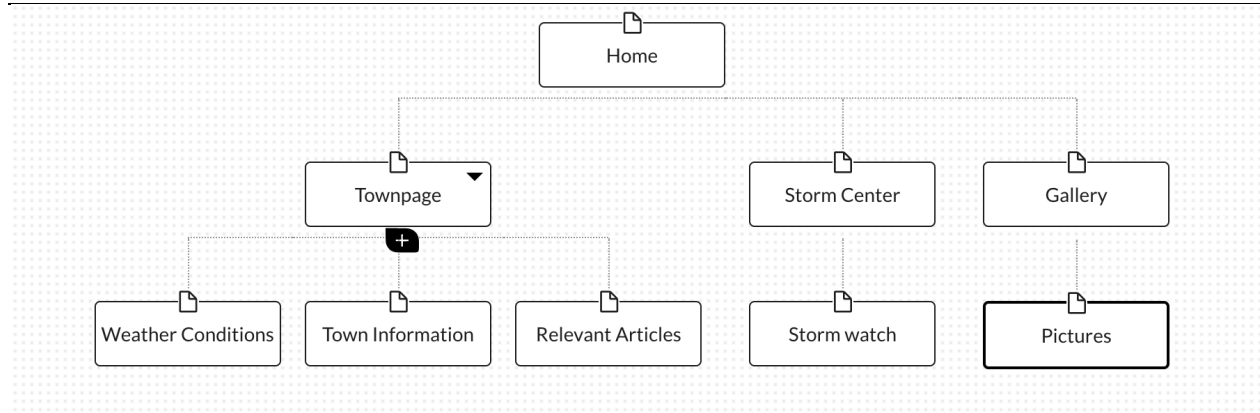 Home
Townpage
Storm Center
Gallery
Weather Conditions
Town Information
Relevant Articles
Storm watch
Pictures